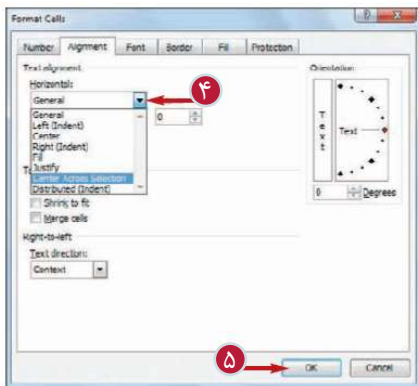 Format Cells
Number Alignment Font Border Fill Protection
Text alignment
Horizontal:
General
۴
General
Left (Indent)
Center
Right (Indent)
Fill
Justify
Center Across Selection
Distributed (Indent)
0
Shrink to fit
Merge cells
Right-to-left
Text direction:
Context
Orientation
Text
Text
0 Degrees
۵
OK Cancel